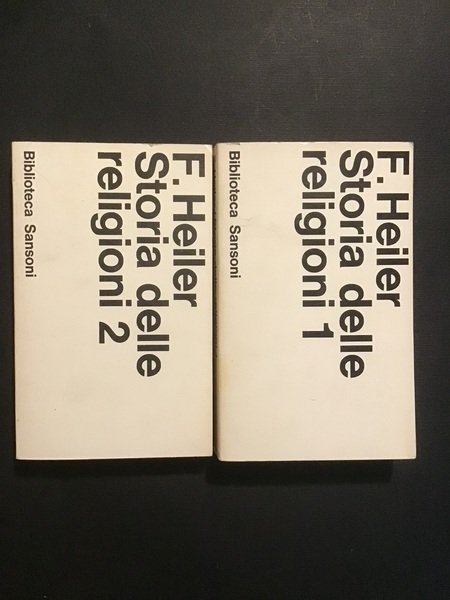 F. Heiler
Storia delle
religioni 2
Biblioteca Sansoni
F. Heiler
Storia delle
religioni 1
Biblioteca Sansoni